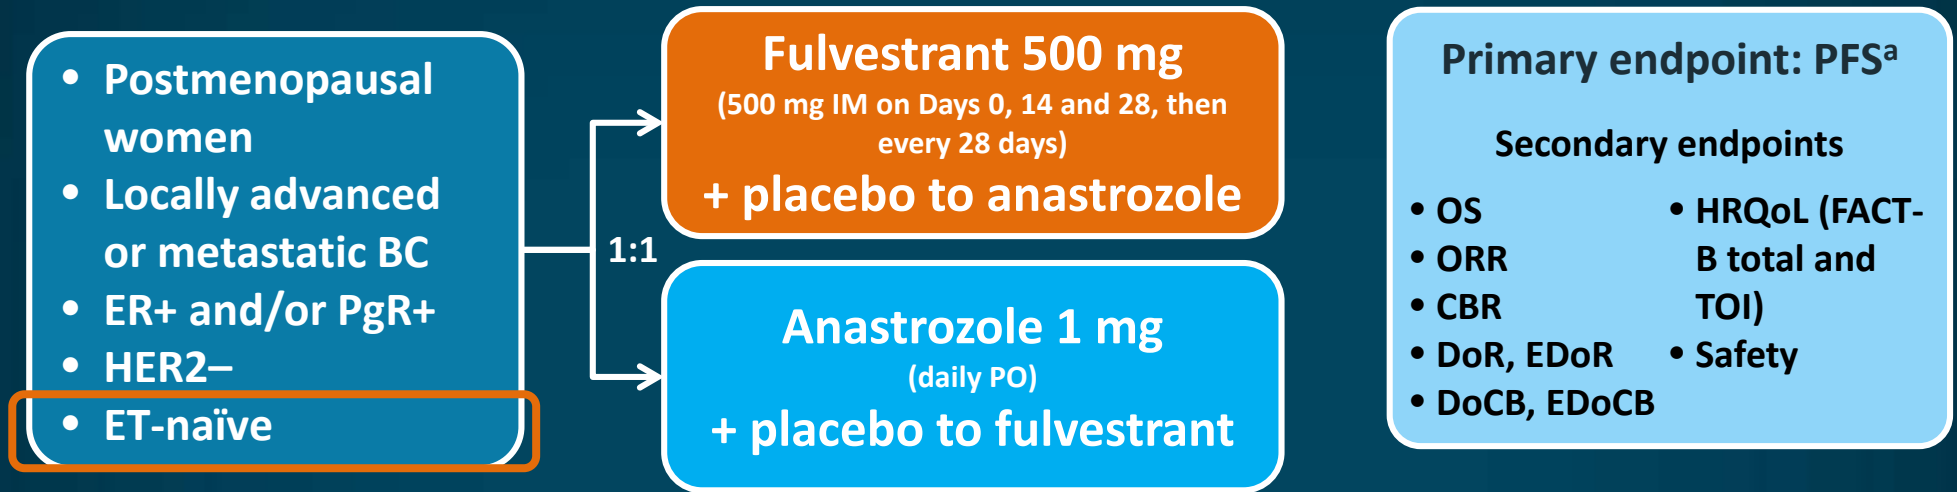 • Postmenopausal
women
• Locally advanced
or metastatic BC
• ER+ and/or PgR+
• HER2–
• ET-naïve
1:1
Fulvestrant 500 mg
(500 mg IM on Days 0, 14 and 28, then
every 28 days)
+ placebo to anastrozole
Anastrozole 1 mg
(daily PO)
+ placebo to fulvestrant
Primary endpoint: PFSᵃ
Secondary endpoints
• OS
• ORR
• CBR
• DoR, EDoR
• DoCB, EDoCB
• HRQoL (FACT-
B total and
TOI)
• Safety